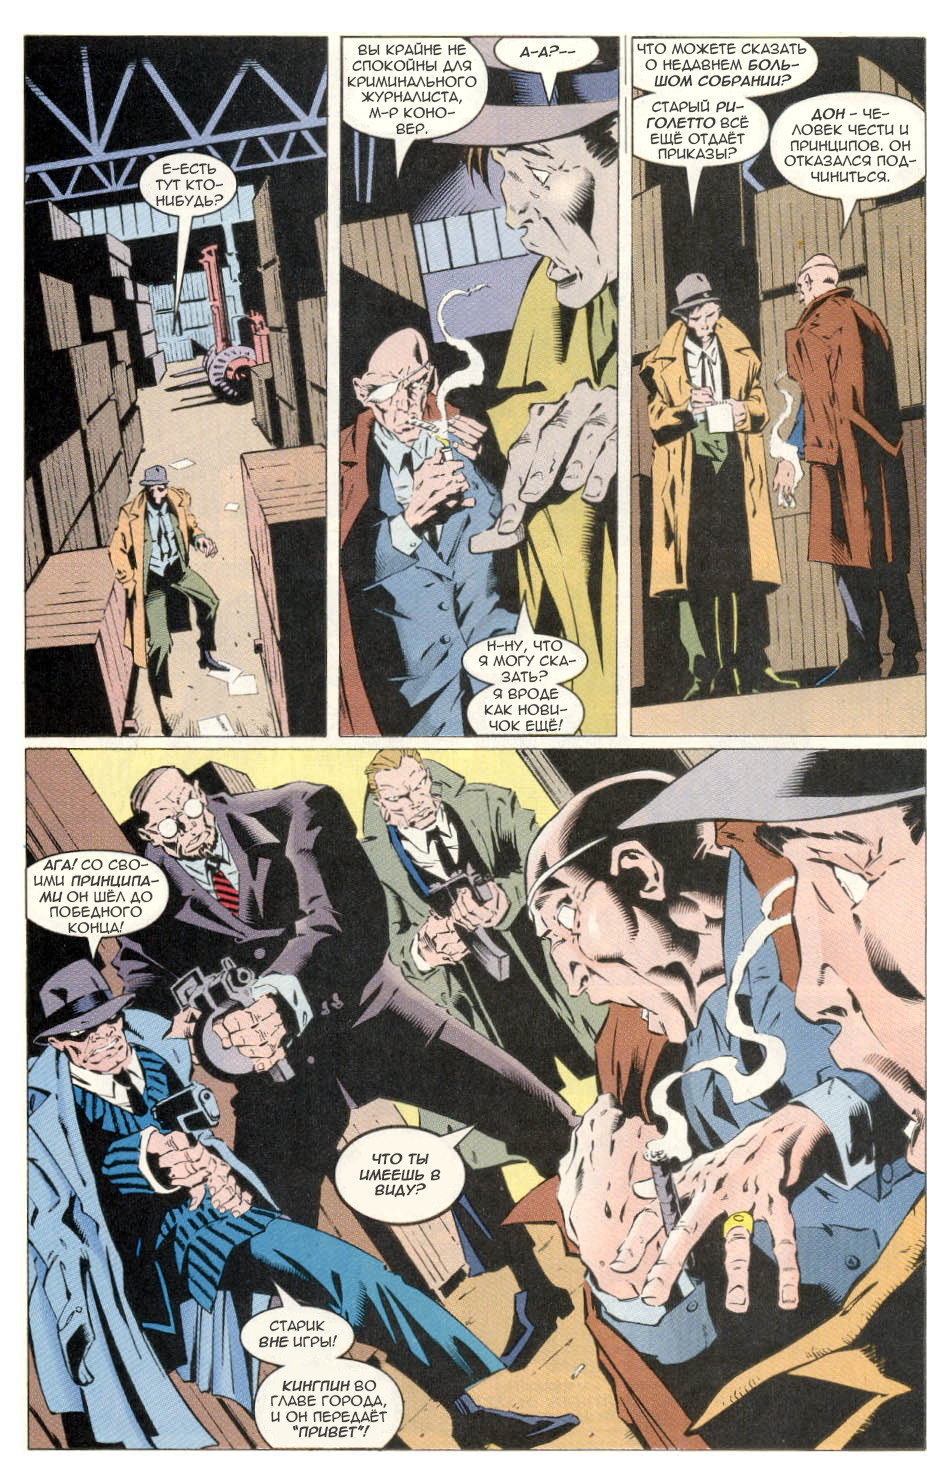 Е-ЕСТЬ
ТУТ КТО-
НИБУДЬ?
ВЫ КРАЙНЕ НЕ
СПОКОЙНЫ ДЛЯ
КРИМИНАЛЬНОГО
ЖУРНАЛИСТА,
М-Р КОНО-
ВЕР.
А-А?--
Н-НУ, ЧТО
Я МОГУ СКА-
ЗАТЬ?
Я ВРОДЕ
КАК НОВИ-
ЧОК ЕЩЁ!
ЧТО МОЖЕТЕ СКАЗАТЬ
О НЕДАВНЕМ БОЛЬ-
ШОМ СОБРАНИИ?
СТАРЫЙ РИ-
ГОЛЕТТО ВСЁ
ЕЩЁ ОТДАЁТ
ПРИКАЗЫ?
ДОН - ЧЕ-
ЛОВЕК ЧЕСТИ И
ПРИНЦИПОВ. ОН
ОТКАЗАЛСЯ ПОД-
ЧИНИТЬСЯ.
АГА! СО СВО-
ИМИ ПРИНЦИПА-
МИ ОН ШЁЛ ДО
ПОБЕДНОГО
КОНЦА!
ЧТО ТЫ
ИМЕЕШЬ В
ВИДУ?
СТАРИК
ВНЕ ИГРЫ!
КИНГПИН ВО
ГЛАВЕ ГОРОДА,
И ОН ПЕРЕДАЁТ
"ПРИВЕТ"!